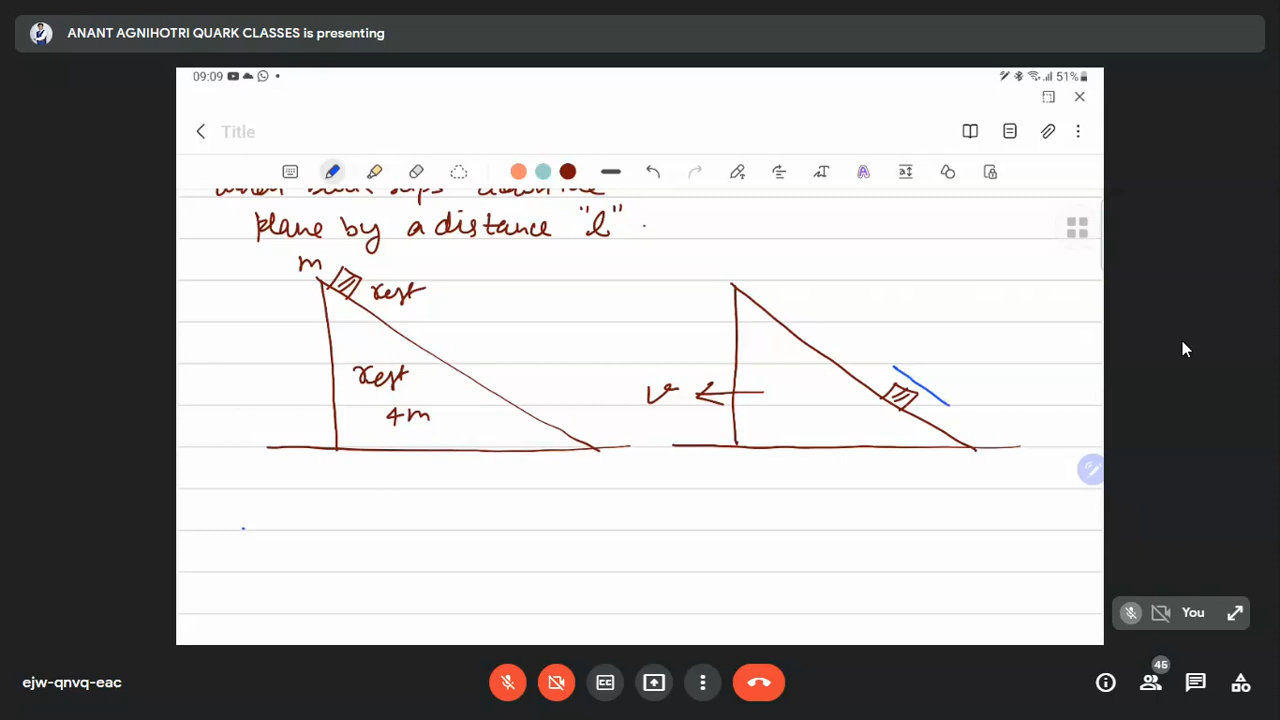 ANANT AGNIHOTRI QUARK CLASSES is presenting
09:09
51%
Title
plane by a distance "l"
m
rest
rest
4m
v
You
ejw-qnvq-eac
45